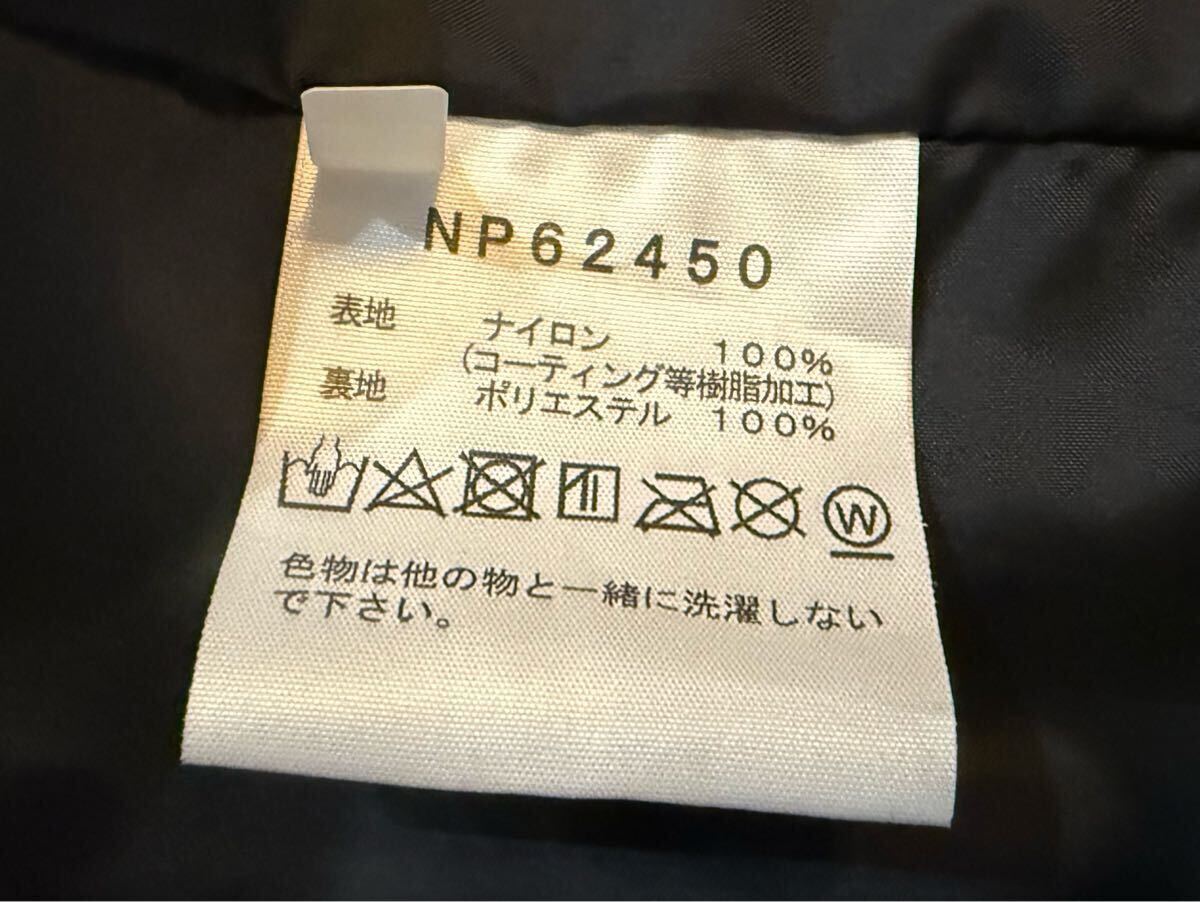 NP62450
表地 ナイロン 100%
(コーティング等樹脂加工)
裏地 ポリエステル 100%
W
色物は他の物と一緒に洗濯しない
で下さい。